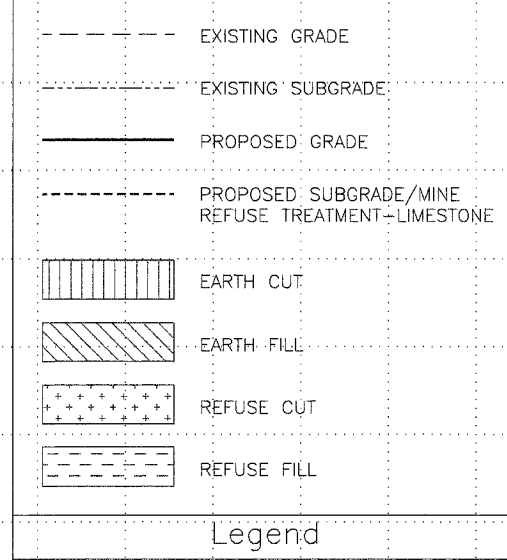 EXISTING GRADE
EXISTING SUBGRADE
PROPOSED GRADE
PROPOSED SUBGRADE/MINE
REFUSE TREATMENT-LIMESTONE
EARTH CUT
EARTH FILL
REFUSE CUT
REFUSE FILL
Legend